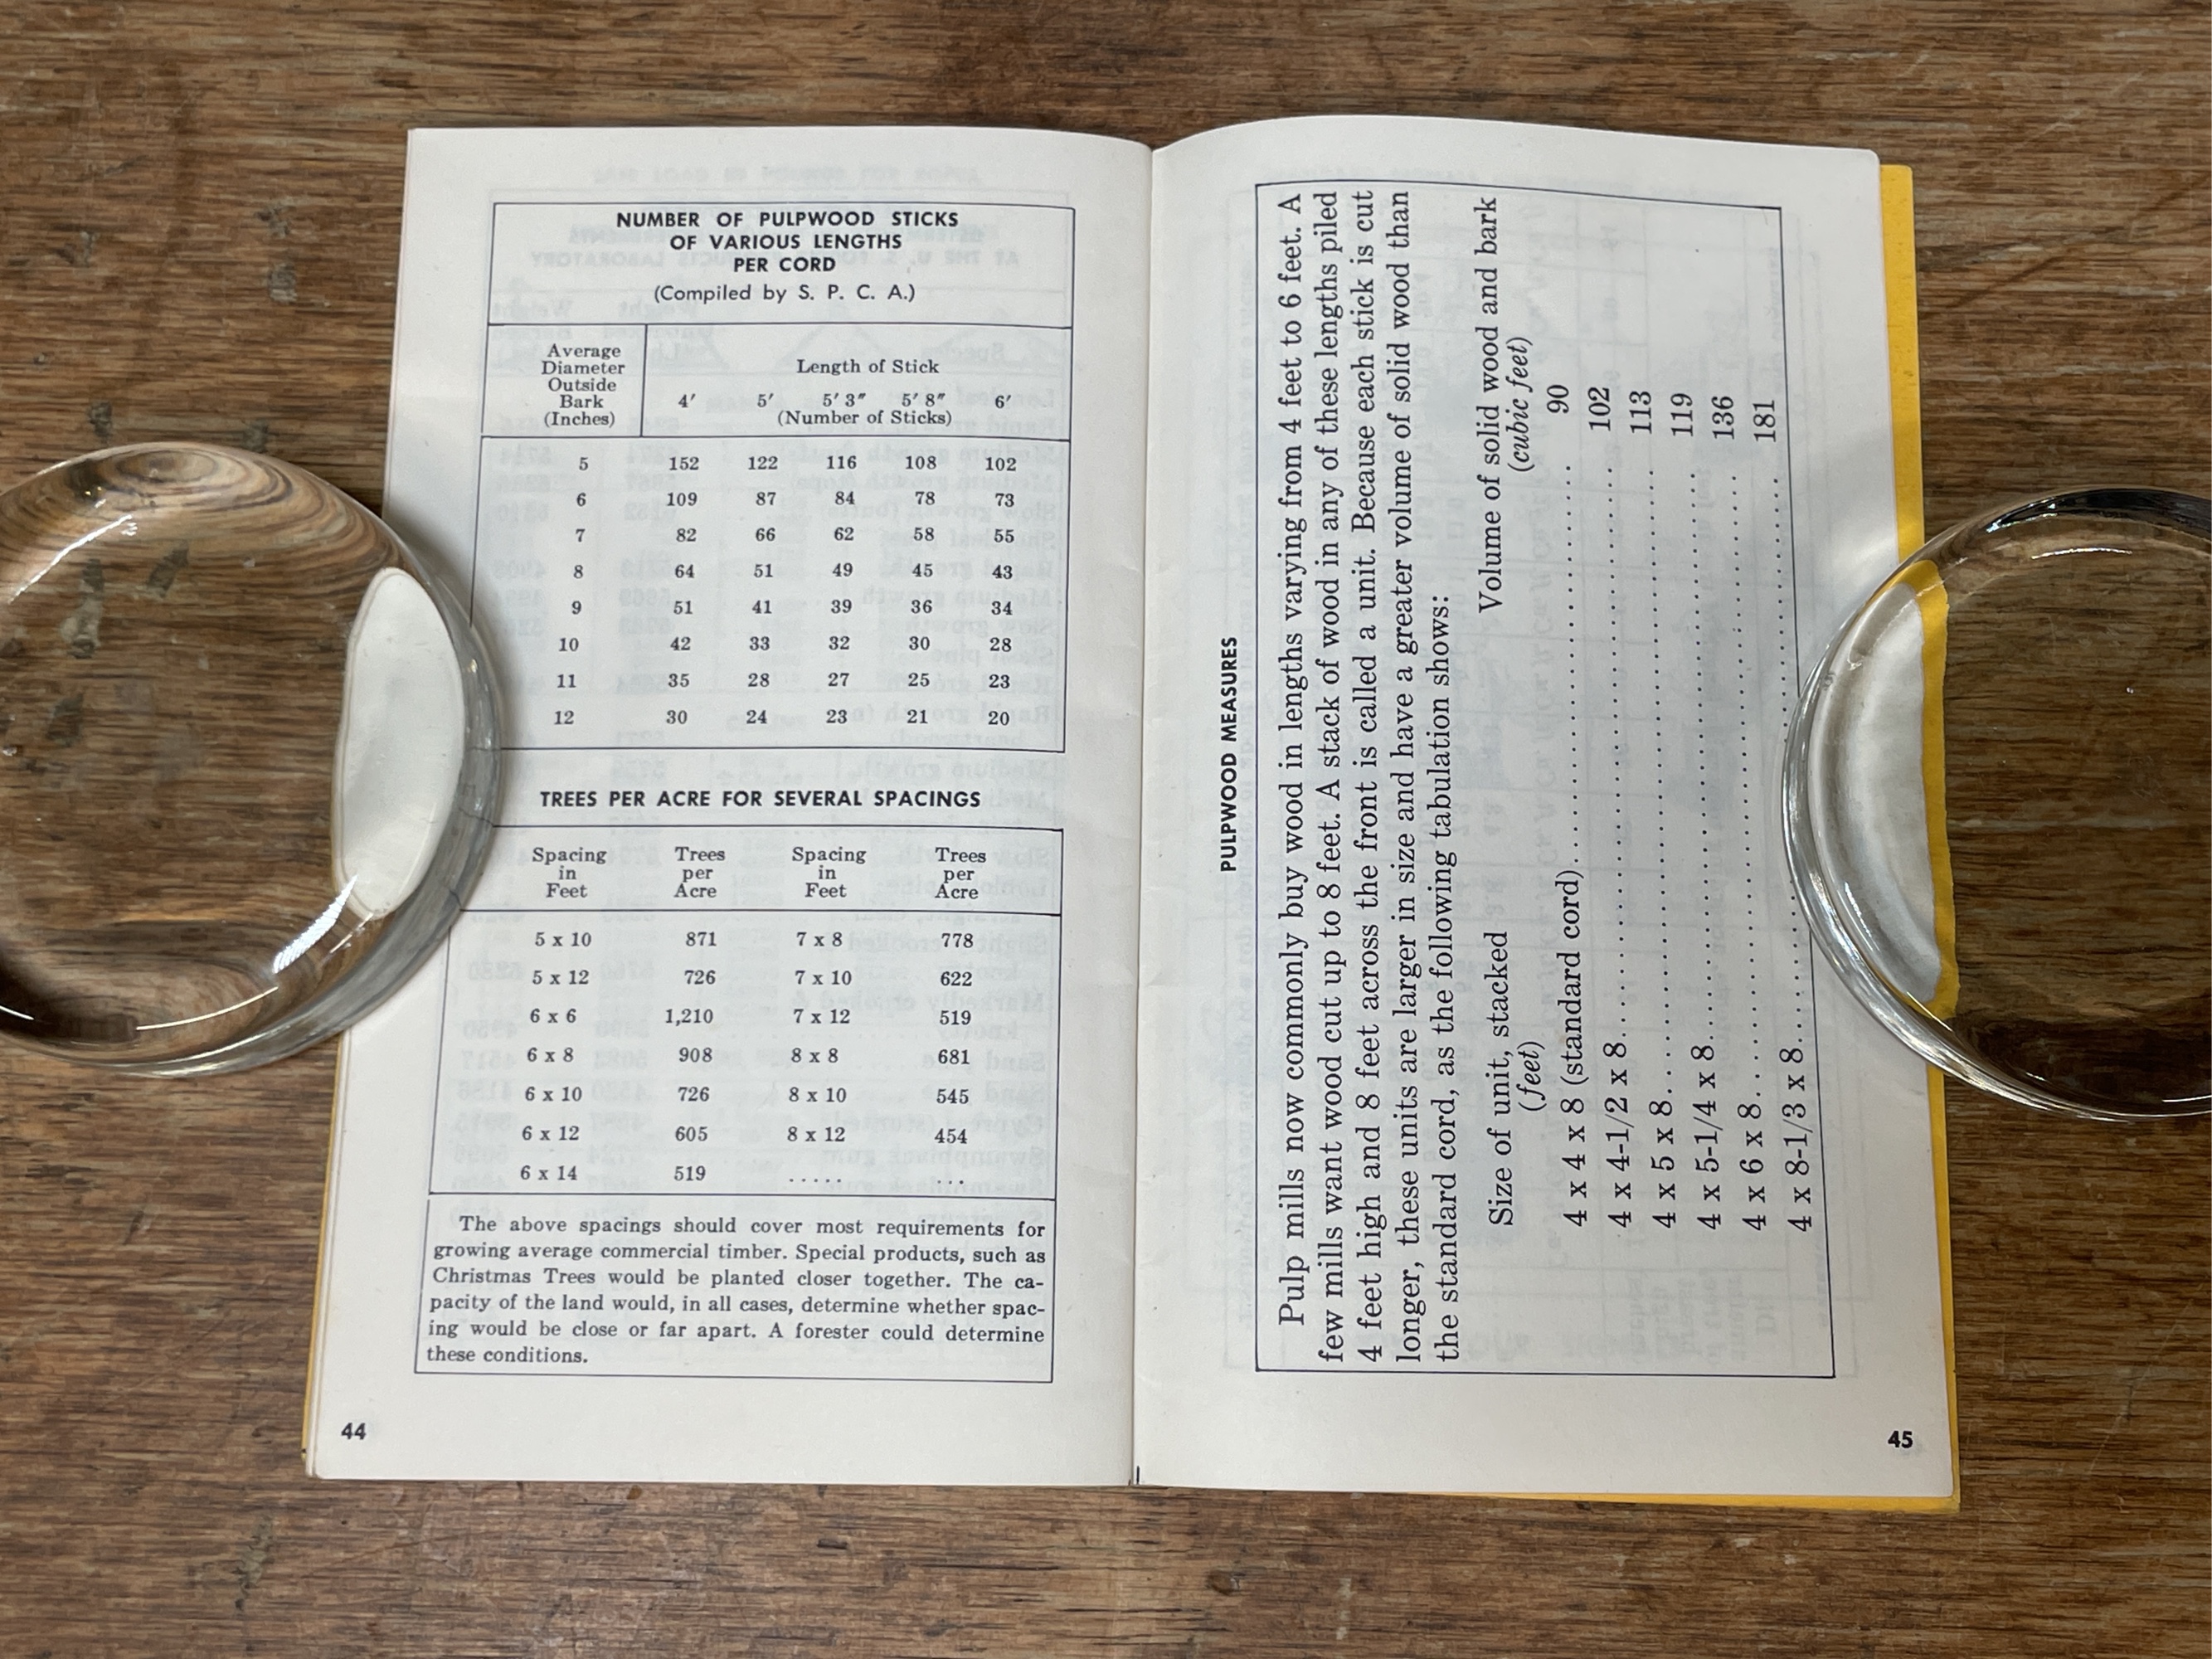 NUMBER OF PULPWOOD STICKS
OF VARIOUS LENGTHS
PER CORD
(Compiled by S. P. C. A.)
Average
Diameter
Outside
Bark
(Inches)
Length of Stick
4′ 5′ 5′ 3″ 5′ 8″ 6′
(Number of Sticks)
5 152 122 116 108 102
6 109 87 84 78 73
7 82 66 62 58 55
8 64 51 49 45 43
9 51 41 39 36 34
10 42 33 32 30 28
11 35 28 27 25 23
12 30 24 23 21 20
TREES PER ACRE FOR SEVERAL SPACINGS
Spacing Trees Spacing Trees
in per in per
Feet Acre Feet Acre
5 x 10 871 7 x 8 778
5 x 12 726 7 x 10 622
6 x 6 1,210 7 x 12 519
6 x 8 908 8 x 8 681
6 x 10 726 8 x 10 545
6 x 12 605 8 x 12 454
6 x 14 519 ..... ...
The above spacings should cover most requirements for
growing average commercial timber. Special products, such as
Christmas Trees would be planted closer together. The ca-
pacity of the land would, in all cases, determine whether spac-
ing would be close or far apart. A forester could determine
these conditions.
44
PULPWOOD MEASURES
Pulp mills now commonly buy wood in lengths varying from 4 feet to 6 feet. A
few mills want wood cut up to 8 feet. A stack of wood in any of these lengths piled
4 feet high and 8 feet across the front is called a unit. Because each stick is cut
longer, these units are larger in size and have a greater volume of solid wood than
the standard cord, as the following tabulation shows:
Size of unit, stacked Volume of solid wood and bark
(feet) (cubic feet)
4 x 4 x 8 (standard cord) 90
4 x 4-1/2 x 8 102
4 x 5 x 8 113
4 x 5-1/4 x 8 119
4 x 6 x 8 136
4 x 8-1/3 x 8 181
45